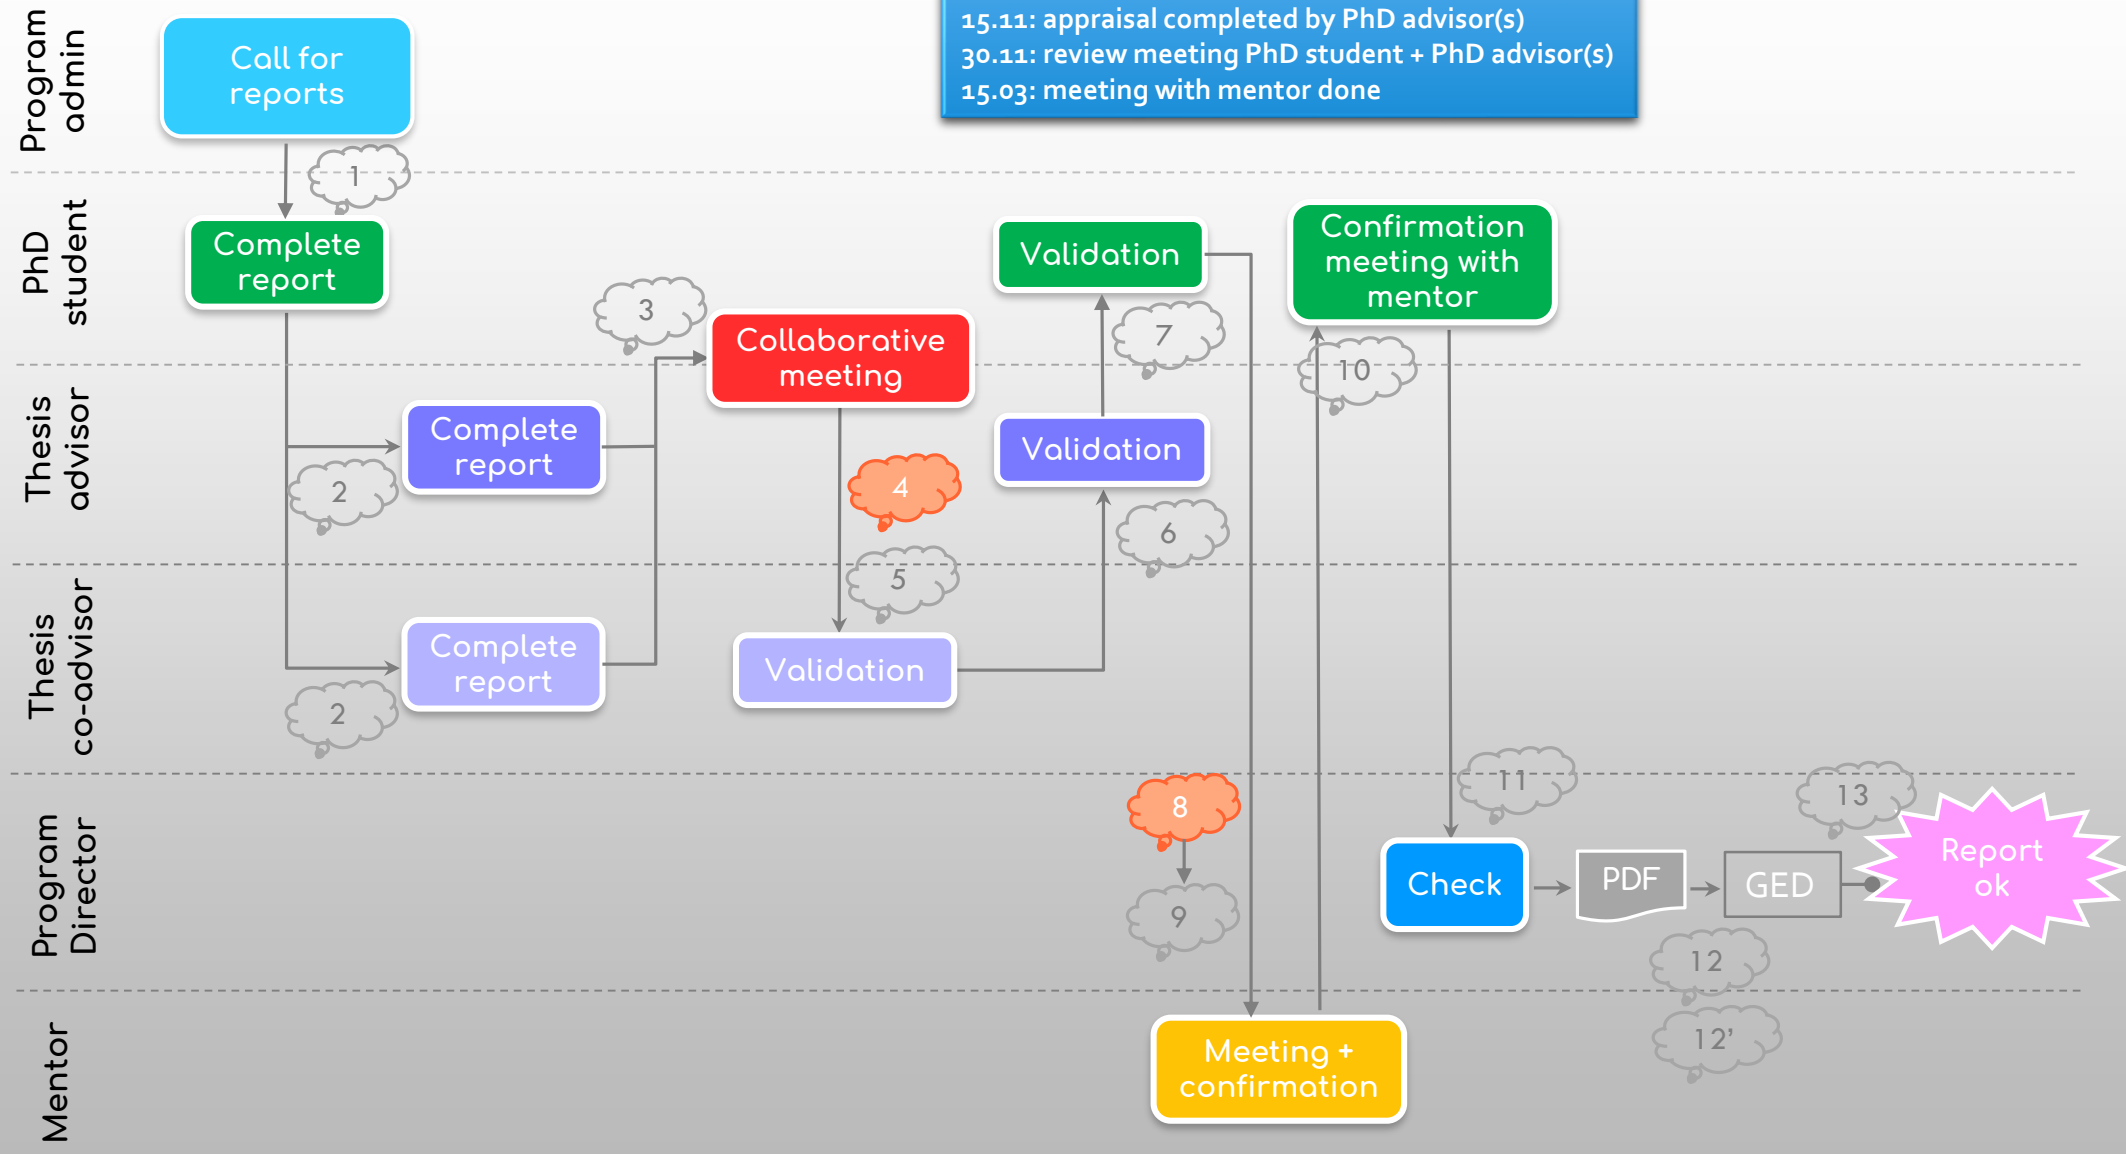 15.11: appraisal completed by PhD advisor(s)
30.11: review meeting PhD student + PhD advisor(s)
15.03: meeting with mentor done
Program
admin
Call for
reports
1
PhD
student
Complete
report
Validation
Confirmation
meeting with
mentor
3
7
10
Collaborative
meeting
Thesis
advisor
Complete
report
2
4
Validation
6
5
Thesis
co-advisor
Complete
report
2
Validation
Program
Director
8
9
11
13
Check
PDF
GED
Report
ok
12
12’
Mentor
Meeting +
confirmation